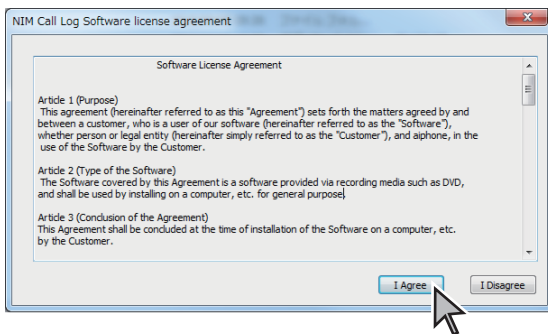 NIM Call Log Software license agreement
Software License Agreement
Article 1 (Purpose)
This agreement (hereinafter referred to as this "Agreement") sets forth the matters agreed by and
between a customer, who is a user of our software (hereinafter referred to as the "Software"),
whether person or legal entity (hereinafter simply referred to as the "Customer"), and aiphone, in the
use of the Software by the Customer.
Article 2 (Type of the Software)
The Software covered by this Agreement is a software provided via recording media such as DVD,
and shall be used by installing on a computer, etc. for general purpose.
Article 3 (Conclusion of the Agreement)
This Agreement shall be concluded at the time of installation of the Software on a computer, etc.
by the Customer.
I Agree
I Disagree